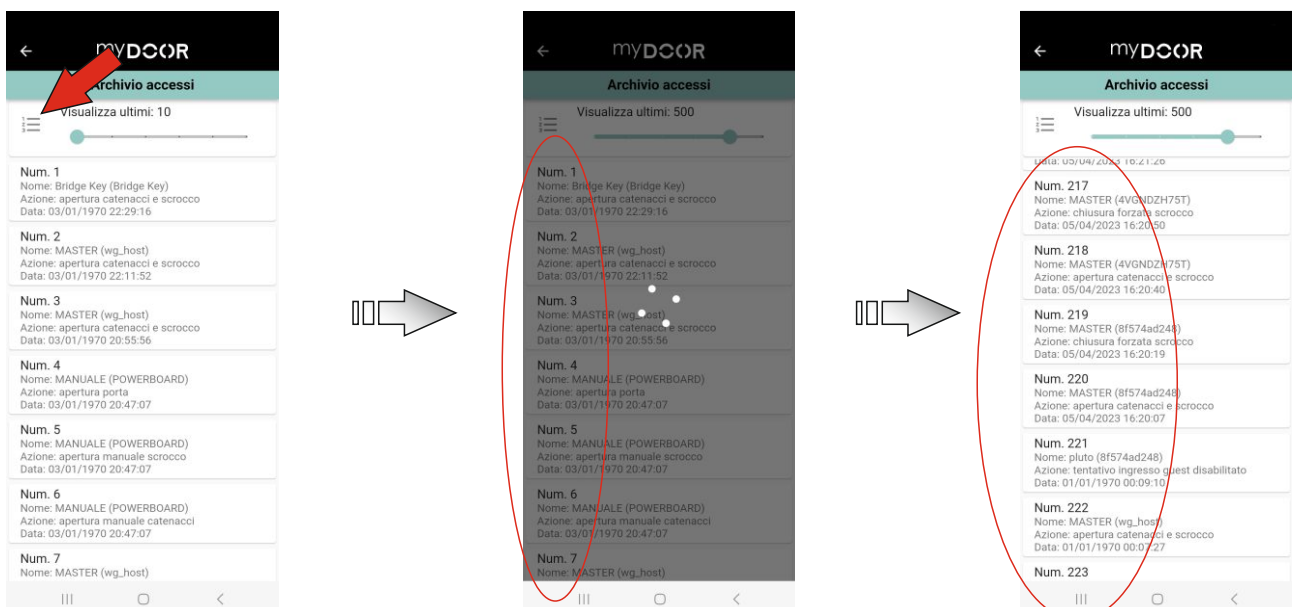 myDOOR
Archivio accessi
Visualizza ultimi: 10
Num. 1
Nome: Bridge Key (Bridge Key)
Azione: apertura catenacci e scrocco
Data: 03/01/1970 22:29:16
Num. 2
Nome: MASTER (wg_host)
Azione: apertura catenacci e scrocco
Data: 03/01/1970 22:11:52
Num. 3
Nome: MASTER (wg_host)
Azione: apertura catenacci e scrocco
Data: 03/01/1970 20:55:56
Num. 4
Nome: MANUALE (POWERBOARD)
Azione: apertura porta
Data: 03/01/1970 20:47:07
Num. 5
Nome: MANUALE (POWERBOARD)
Azione: apertura manuale scrocco
Data: 03/01/1970 20:47:07
Num. 6
Nome: MANUALE (POWERBOARD)
Azione: apertura manuale catenacci
Data: 03/01/1970 20:47:07
Num. 7
Nome: MASTER (wg_host)
myDOOR
Archivio accessi
Visualizza ultimi: 500
Num. 1
Nome: Bridge Key (Bridge Key)
Azione: apertura catenacci e scrocco
Data: 03/01/1970 22:29:16
Num. 2
Nome: MASTER (wg_host)
Azione: apertura catenacci e scrocco
Data: 03/01/1970 22:11:52
Num. 3
Nome: MASTER (wg_host)
Azione: apertura catenacci e scrocco
Data: 03/01/1970 20:55:56
Num. 4
Nome: MANUALE (POWERBOARD)
Azione: apertura porta
Data: 03/01/1970 20:47:07
Num. 5
Nome: MANUALE (POWERBOARD)
Azione: apertura manuale scrocco
Data: 03/01/1970 20:47:07
Num. 6
Nome: MANUALE (POWERBOARD)
Azione: apertura manuale catenacci
Data: 03/01/1970 20:47:07
Num. 7
Nome: MASTER (wg_host)
myDOOR
Archivio accessi
Visualizza ultimi: 500
Data: 05/04/2023 16:21:26
Num. 217
Nome: MASTER (4VGNDZH75T)
Azione: chiusura forzata scrocco
Data: 05/04/2023 16:20:50
Num. 218
Nome: MASTER (4VGNDZH75T)
Azione: apertura catenacci e scrocco
Data: 05/04/2023 16:20:40
Num. 219
Nome: MASTER (8f574ad248)
Azione: chiusura forzata scrocco
Data: 05/04/2023 16:20:19
Num. 220
Nome: MASTER (8f574ad248)
Azione: apertura catenacci e scrocco
Data: 05/04/2023 16:20:07
Num. 221
Nome: pluto (8f574ad248)
Azione: tentativo ingresso guest disabilitato
Data: 01/01/1970 00:09:10
Num. 222
Nome: MASTER (wg_host)
Azione: apertura catenacci e scrocco
Data: 01/01/1970 00:07:27
Num. 223